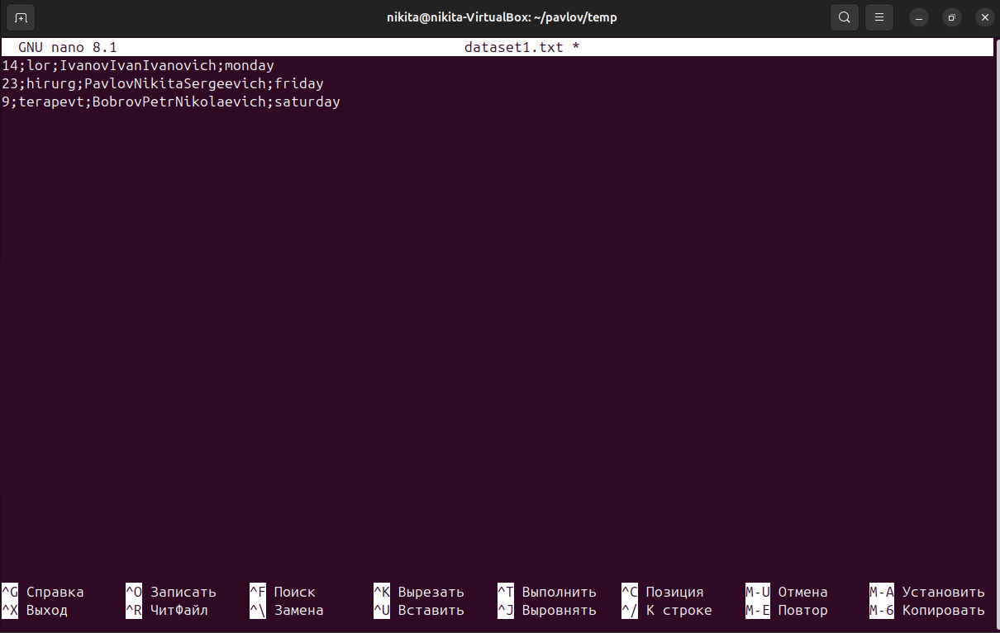 nikita@nikita-VirtualBox: ~/pavlov/temp
GNU nano 8.1 dataset1.txt *
14;lor;IvanovIvanIvanovich;monday
23;hirurg;PavlovNikitaSergeevich;friday
9;terapevt;BobrovPetrNikolaevich;saturday
^G Справка ^O Записать ^F Поиск ^K Вырезать ^T Выполнить ^C Позиция M-U Отмена M-A Установить
^X Выход ^R ЧитФайл ^\ Замена ^U Вставить ^J Выровнять ^/ К строке M-E Повтор M-6 Копировать